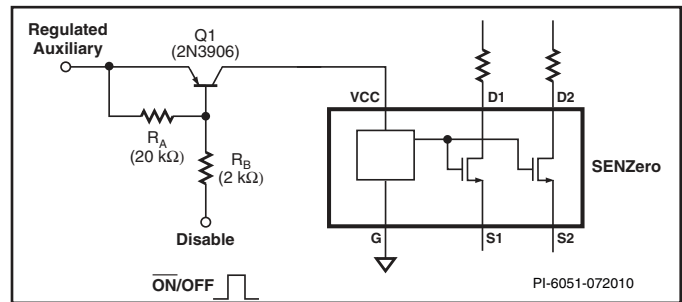 Regulated
Auxiliary
Q1
(2N3906)
VCC
D1
D2
RA
(20 kΩ)
RB
(2 kΩ)
SENZero
Disable
G
S1
S2
ON/OFF
PI-6051-072010